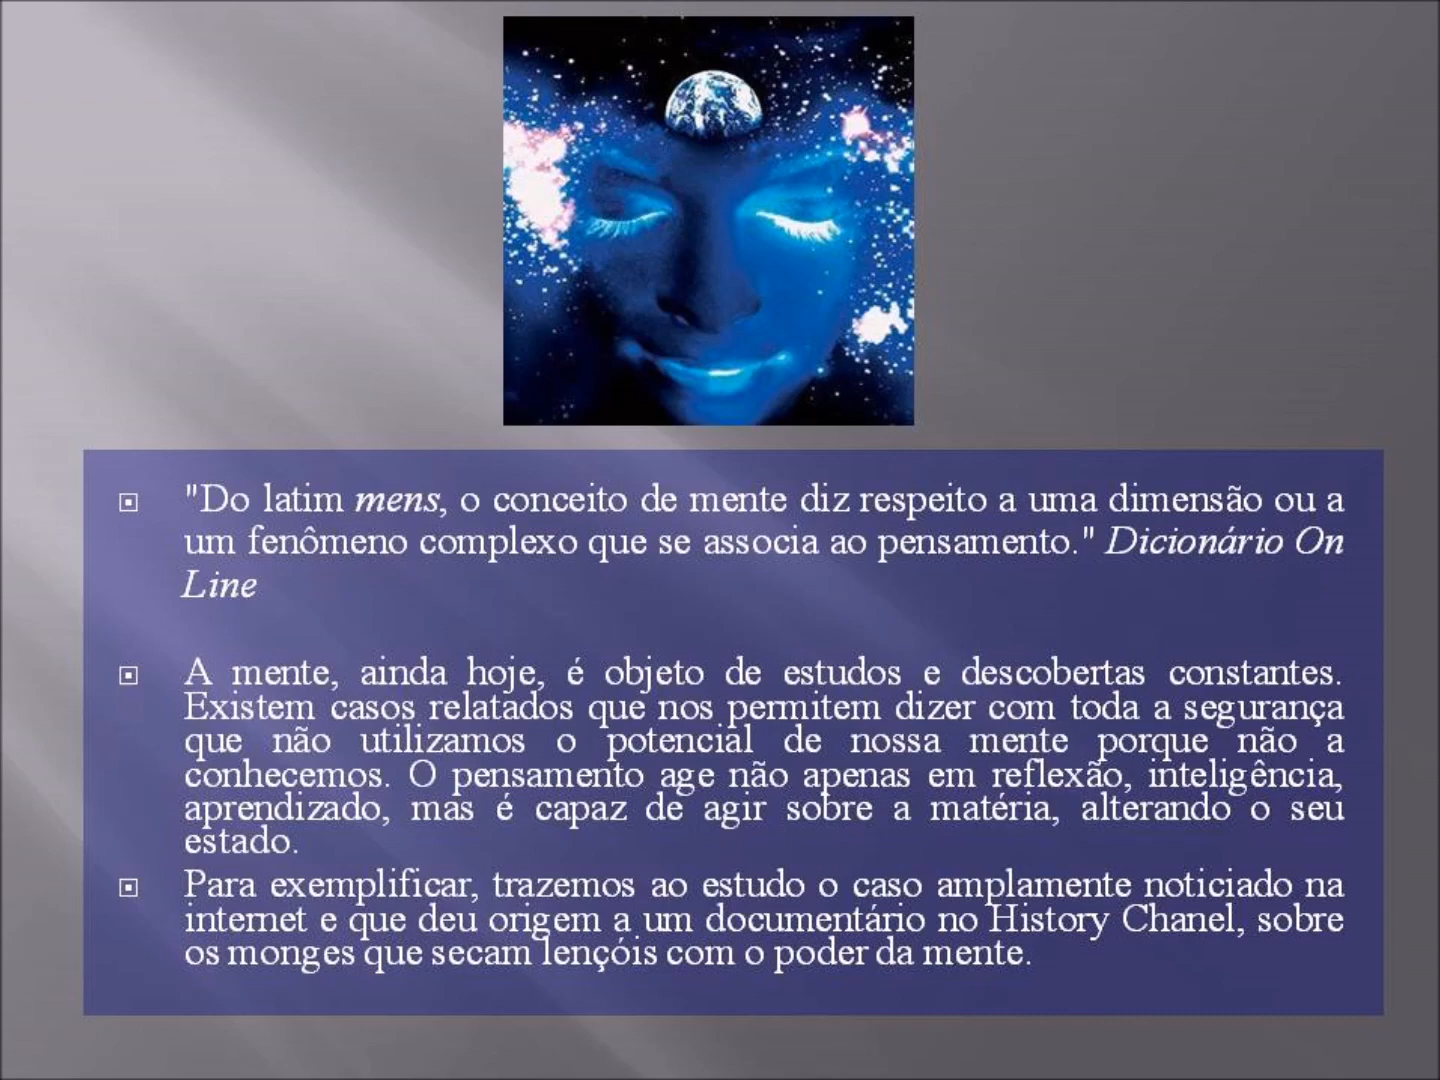 "Do latim mens, o conceito de mente diz respeito a uma dimensão ou a
um fenômeno complexo que se associa ao pensamento." Dicionário On
Line
A mente, ainda hoje, é objeto de estudos e descobertas constantes.
Existem casos relatados que nos permitem dizer com toda a segurança
que não utilizamos o potencial de nossa mente porque não a
conhecemos. O pensamento age não apenas em reflexão, inteligência,
aprendizado, mas é capaz de agir sobre a matéria, alterando o seu
estado.
Para exemplificar, trazemos ao estudo o caso amplamente noticiado na
internet e que deu origem a um documentário no History Chanel, sobre
os monges que secam lençóis com o poder da mente.